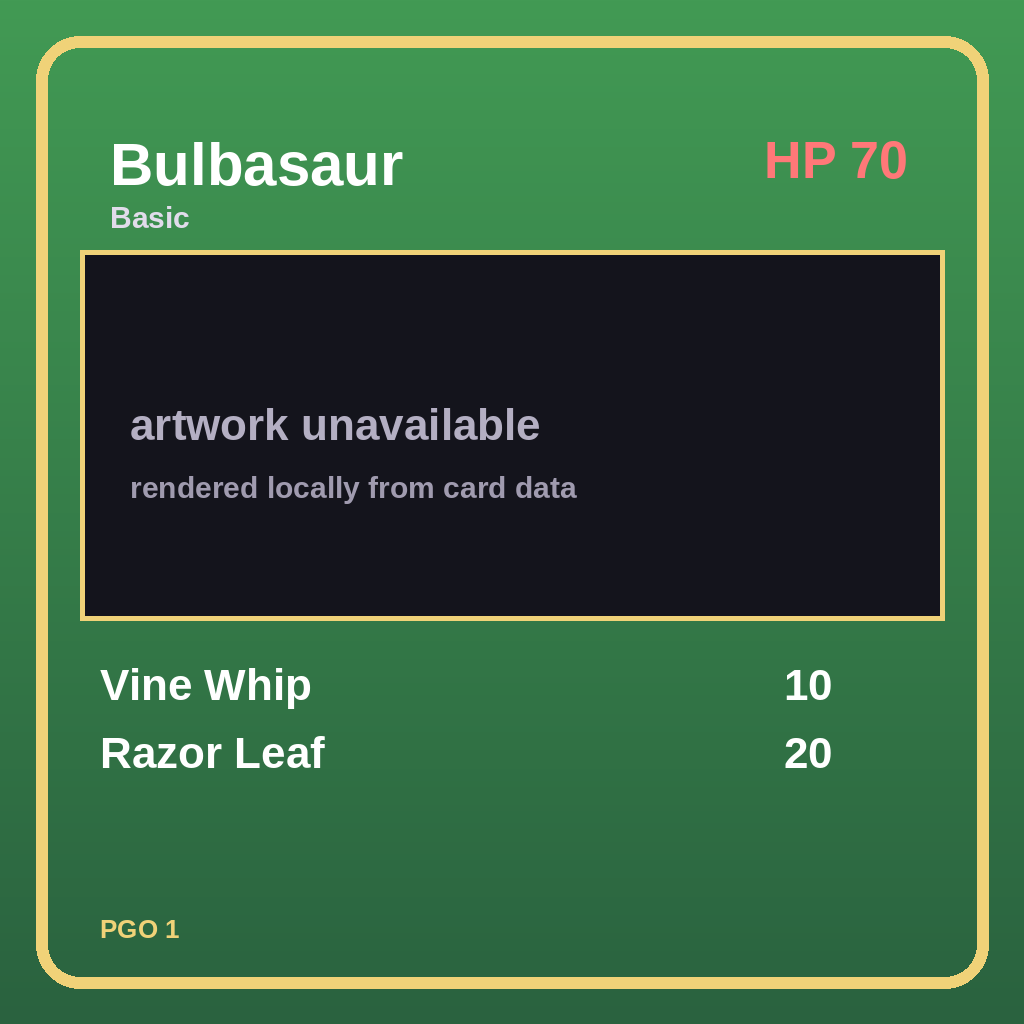 Bulbasaur
HP 70
Basic
artwork unavailable
rendered locally from card data
Vine Whip 10
Razor Leaf 20
PGO 1